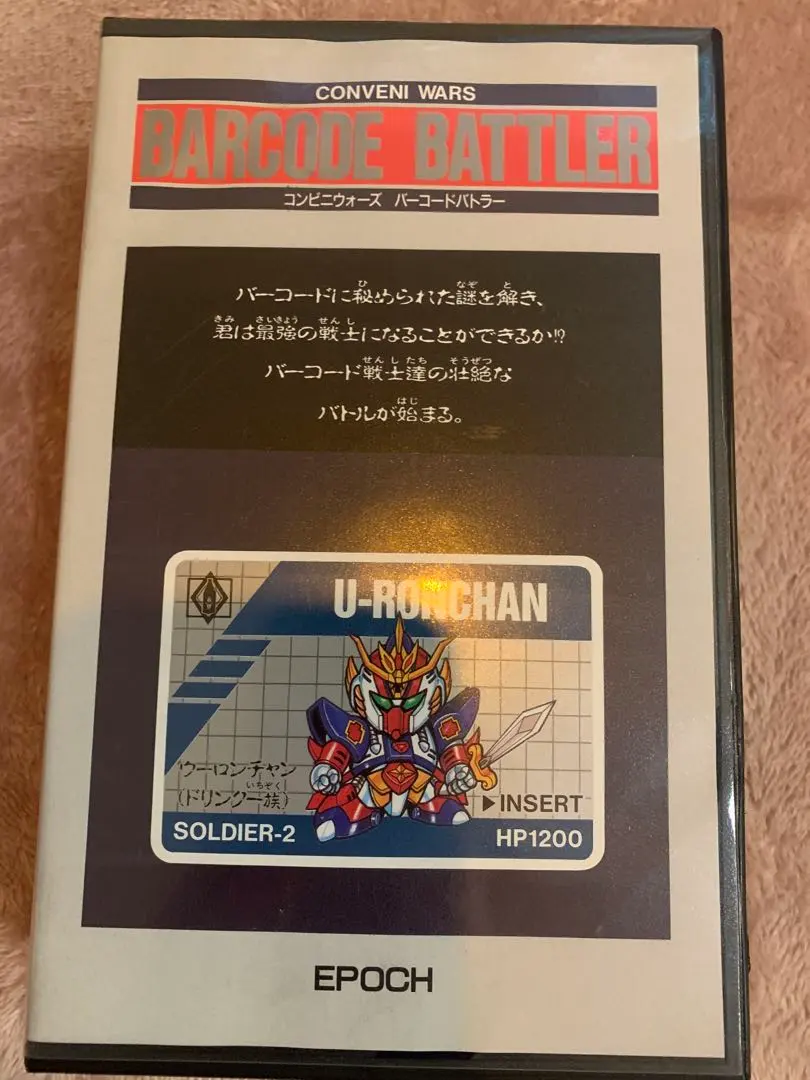 CONVENI WARS
BARCODE BATTLER
コンビニウォーズ バーコードバトラー
バーコードに秘められた謎を解き、
君は最強の戦士になることができるか!?
バーコード戦士達の壮絶な
バトルが始まる。
U-RONCHAN
ウーロンチャン
(ドリンク一族)
▶INSERT
SOLDIER-2
HP1200
EPOCH